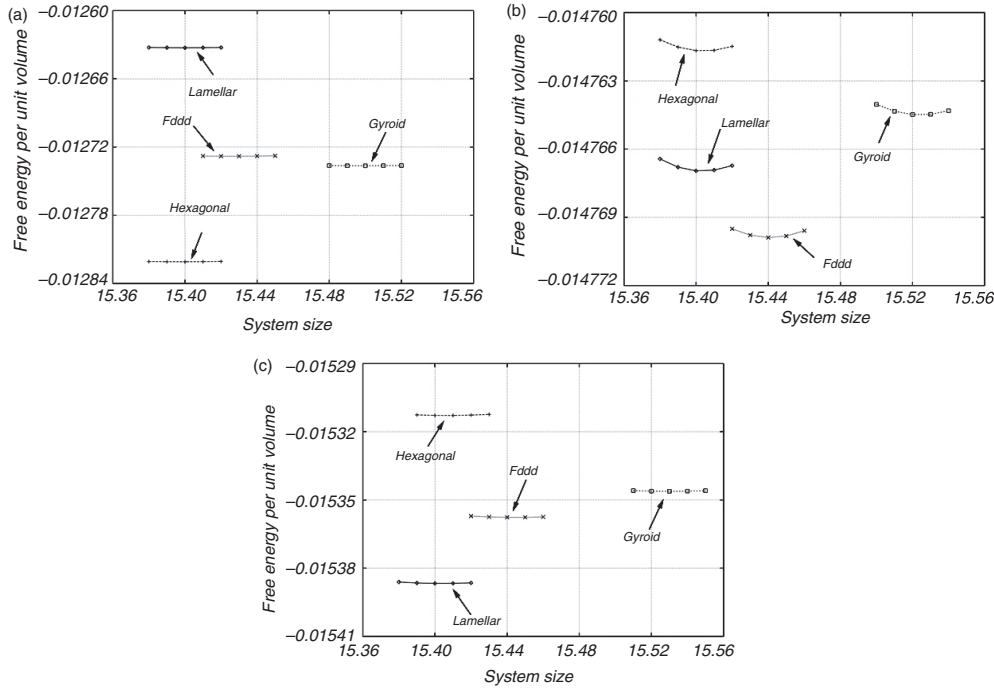 (a)
Free energy per unit volume
−0.01260
−0.01266
−0.01272
−0.01278
−0.01284
Lamellar
Fddd
Gyroid
Hexagonal
15.36 15.40 15.44 15.48 15.52 15.56
System size
(b)
Free energy per unit volume
−0.014760
−0.014763
−0.014766
−0.014769
−0.014772
Hexagonal
Lamellar
Gyroid
Fddd
15.36 15.40 15.44 15.48 15.52 15.56
System size
(c)
Free energy per unit volume
−0.01529
−0.01532
−0.01535
−0.01538
−0.01541
Hexagonal
Fddd
Gyroid
Lamellar
15.36 15.40 15.44 15.48 15.52 15.56
System size